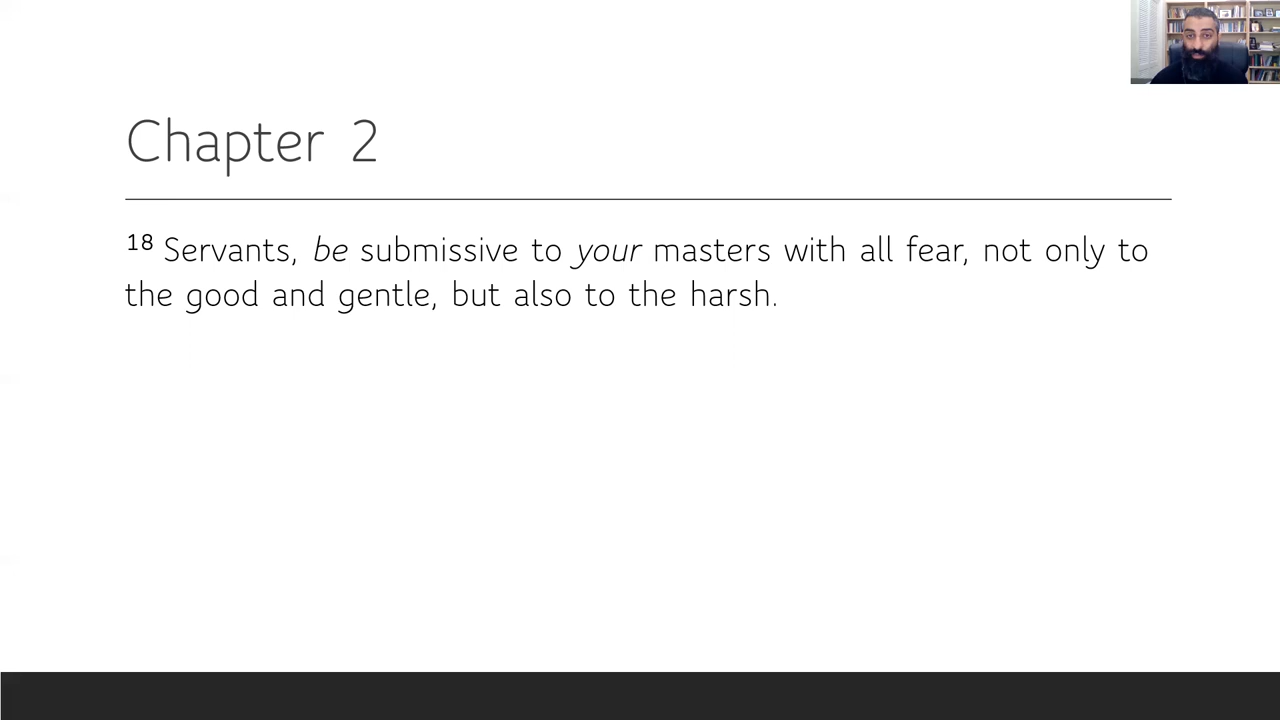 Chapter 2
18 Servants, be submissive to your masters with all fear, not only to
the good and gentle, but also to the harsh.